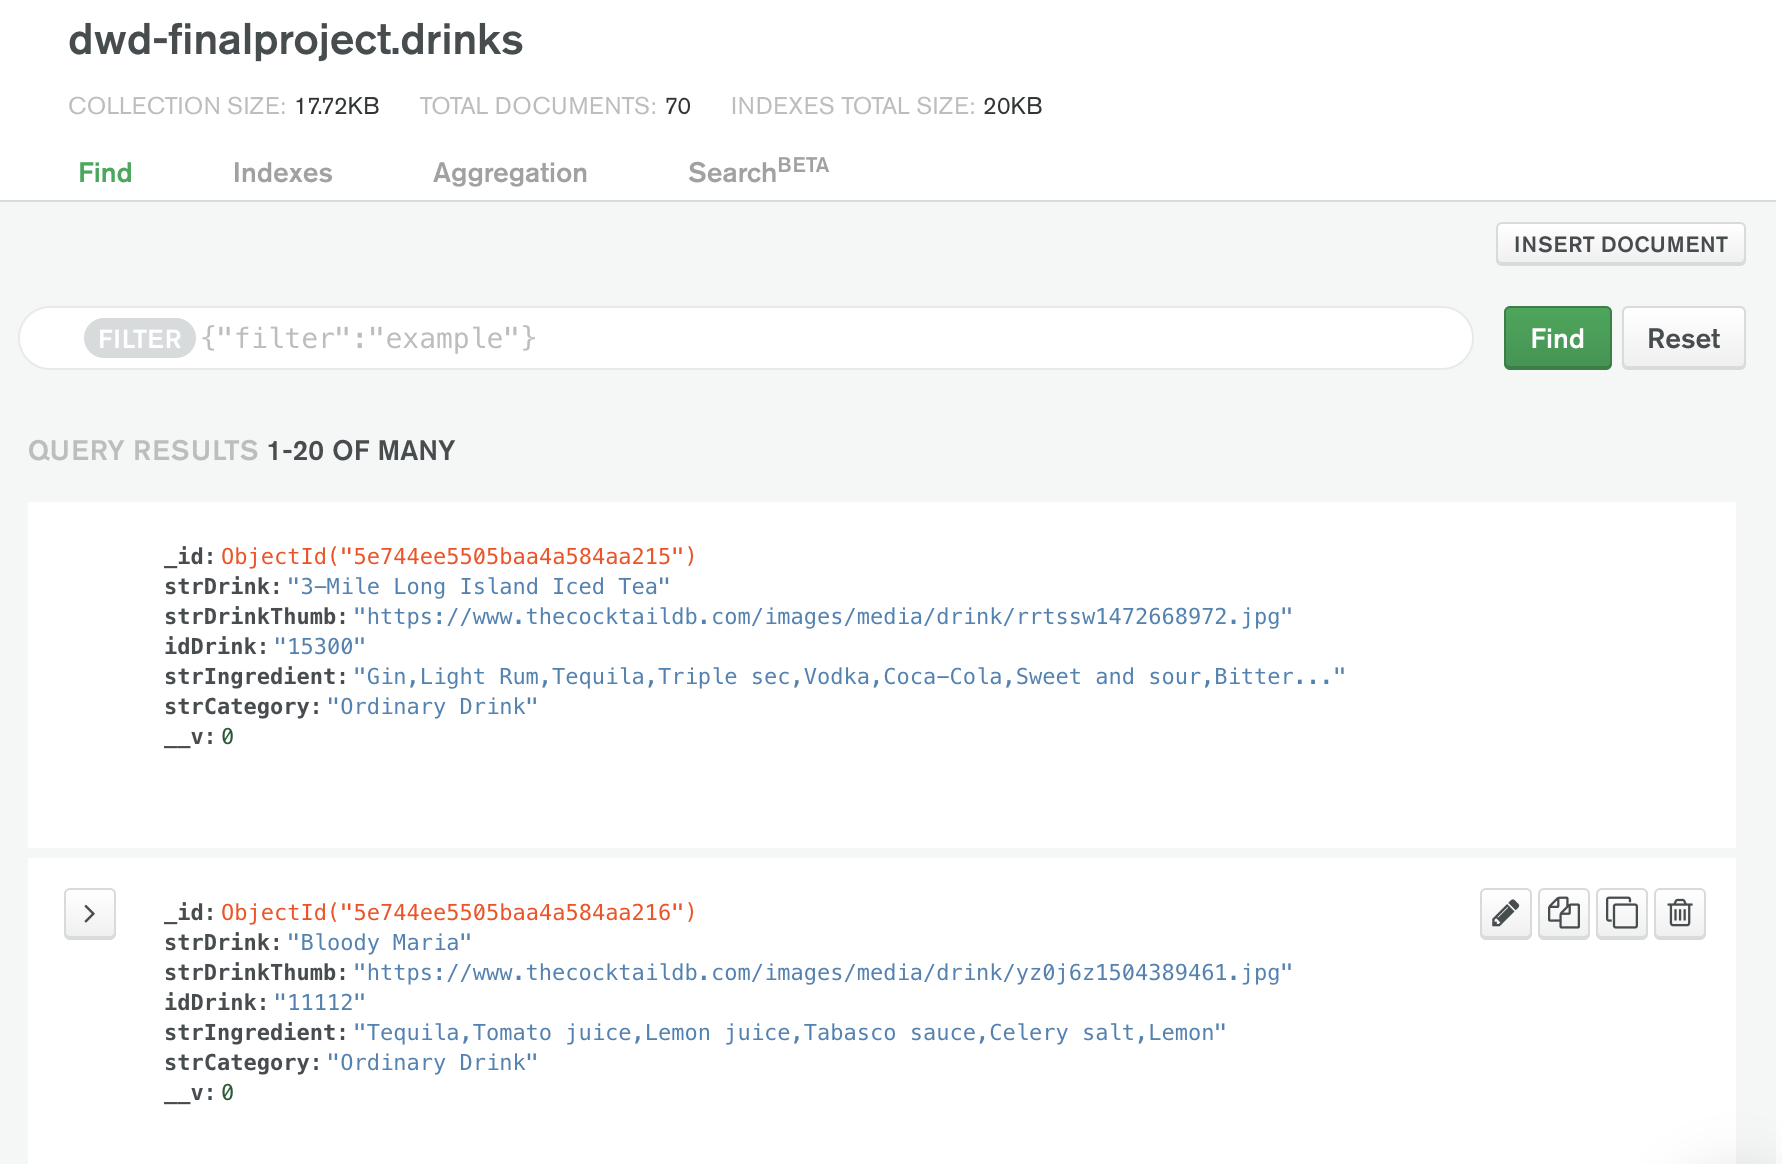 dwd-finalproject.drinks
COLLECTION SIZE: 17.72KB TOTAL DOCUMENTS: 70 INDEXES TOTAL SIZE: 20KB
Find Indexes Aggregation SearchBETA
INSERT DOCUMENT
FILTER {"filter":"example"} Find Reset
QUERY RESULTS 1-20 OF MANY
_id: ObjectId("5e744ee5505baa4a584aa215")
strDrink: "3-Mile Long Island Iced Tea"
strDrinkThumb: "https://www.thecocktaildb.com/images/media/drink/rrtssw1472668972.jpg"
idDrink: "15300"
strIngredient: "Gin,Light Rum,Tequila,Triple sec,Vodka,Coca-Cola,Sweet and sour,Bitter..."
strCategory: "Ordinary Drink"
__v: 0
_id: ObjectId("5e744ee5505baa4a584aa216")
strDrink: "Bloody Maria"
strDrinkThumb: "https://www.thecocktaildb.com/images/media/drink/yz0j6z1504389461.jpg"
idDrink: "11112"
strIngredient: "Tequila,Tomato juice,Lemon juice,Tabasco sauce,Celery salt,Lemon"
strCategory: "Ordinary Drink"
__v: 0